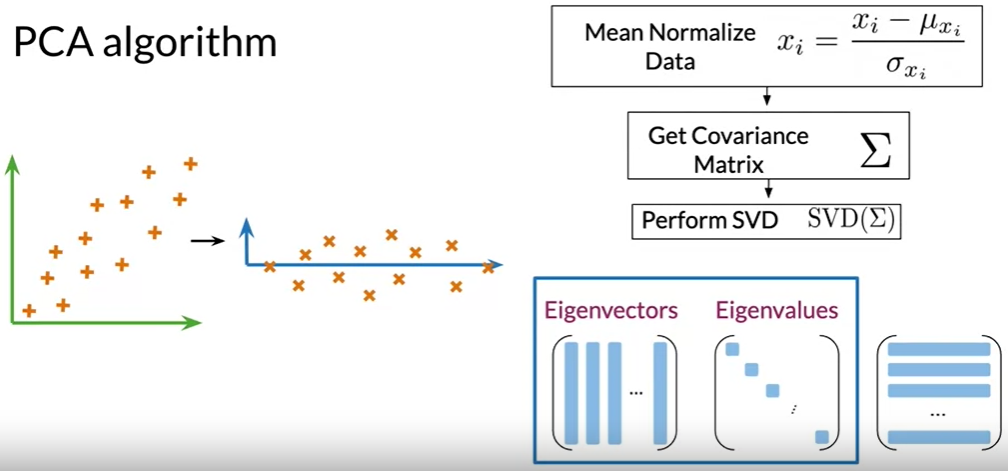 PCA algorithm
Mean Normalize
Data
x_i = (x_i − μ_{x_i}) / σ_{x_i}
Get Covariance
Matrix
Σ
Perform SVD SVD(Σ)
Eigenvectors Eigenvalues
...
...
...